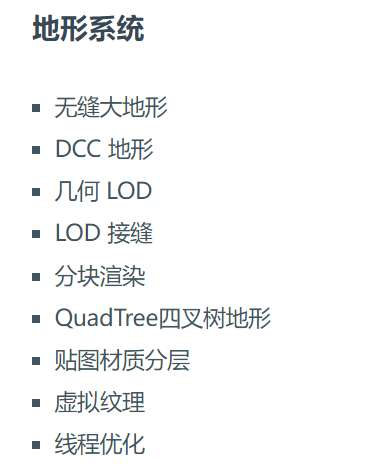 地形系统
无缝大地形
DCC 地形
几何 LOD
LOD 接缝
分块渲染
QuadTree四叉树地形
贴图材质分层
虚拟纹理
线程优化